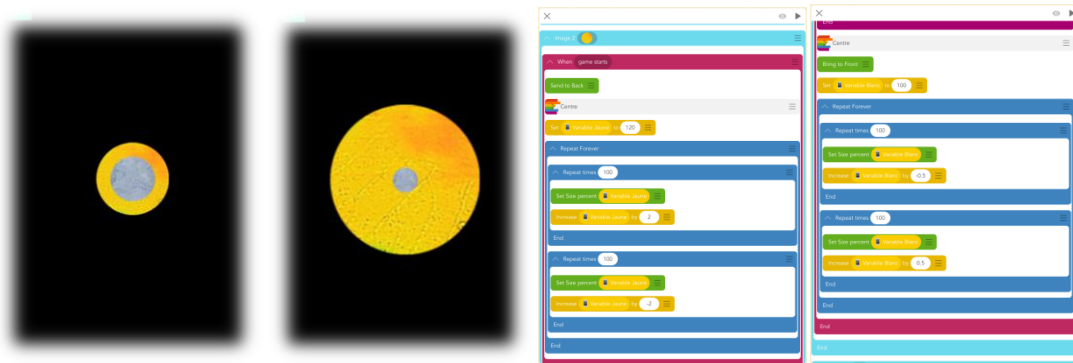 Image 2
When game starts
Send to Back
Centre
Set Variable Jaune to 120
Repeat Forever
Repeat times 100
Set Size percent Variable Jaune
Increase Variable Jaune by 2
End
Repeat times 100
Set Size percent Variable Jaune
Increase Variable Jaune by -2
End
End
Centre
Bring to Front
Set Variable Blanc to 100
Repeat Forever
Repeat times 100
Set Size percent Variable Blanc
Increase Variable Blanc by -0.5
End
Repeat times 100
Set Size percent Variable Blanc
Increase Variable Blanc by 0.5
End
End
End
End